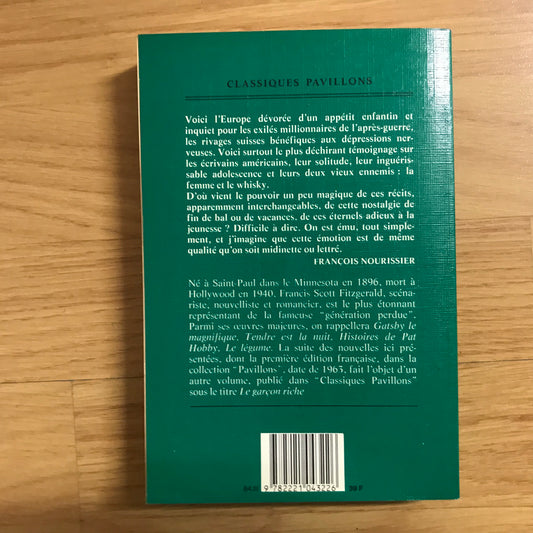 CLASSIQUES PAVILLONS
Voici l'Europe dévorée d'un appétit enfantin et
inquiet pour les exilés millionnaires de l'après-guerre,
les rivages suisses bénéfiques aux dépressions ner-
veuses. Voici surtout le plus déchirant témoignage sur
les écrivains américains, leur solitude, leur inguéris-
sable adolescence et leurs deux vieux ennemis : la
femme et le whisky.
D'où vient le pouvoir un peu magique de ces récits,
apparemment interchangeables, de cette nostalgie de
fin de bal ou de vacances, de ces éternels adieux à la
jeunesse ? Difficile à dire. On est ému, tout simple-
ment, et j'imagine que cette émotion est de même
qualité qu'on soit midinette ou lettré.
FRANÇOIS NOURISSIER
Né à Saint-Paul dans le Minnesota en 1896, mort à
Hollywood en 1940, Francis Scott Fitzgerald, scéna-
riste, nouvelliste et romancier, est le plus étonnant
représentant de la fameuse "génération perdue".
Parmi ses œuvres majeures, on rappellera Gatsby le
magnifique, Tendre est la nuit, Histoires de Pat
Hobby, Le légume. La suite des nouvelles ici pré-
sentées, dont la première édition française, dans la
collection "Pavillons", date de 1963, fait l'objet d'un
autre volume, publié dans "Classiques Pavillons"
sous le titre Le garçon riche
9 782221 043226